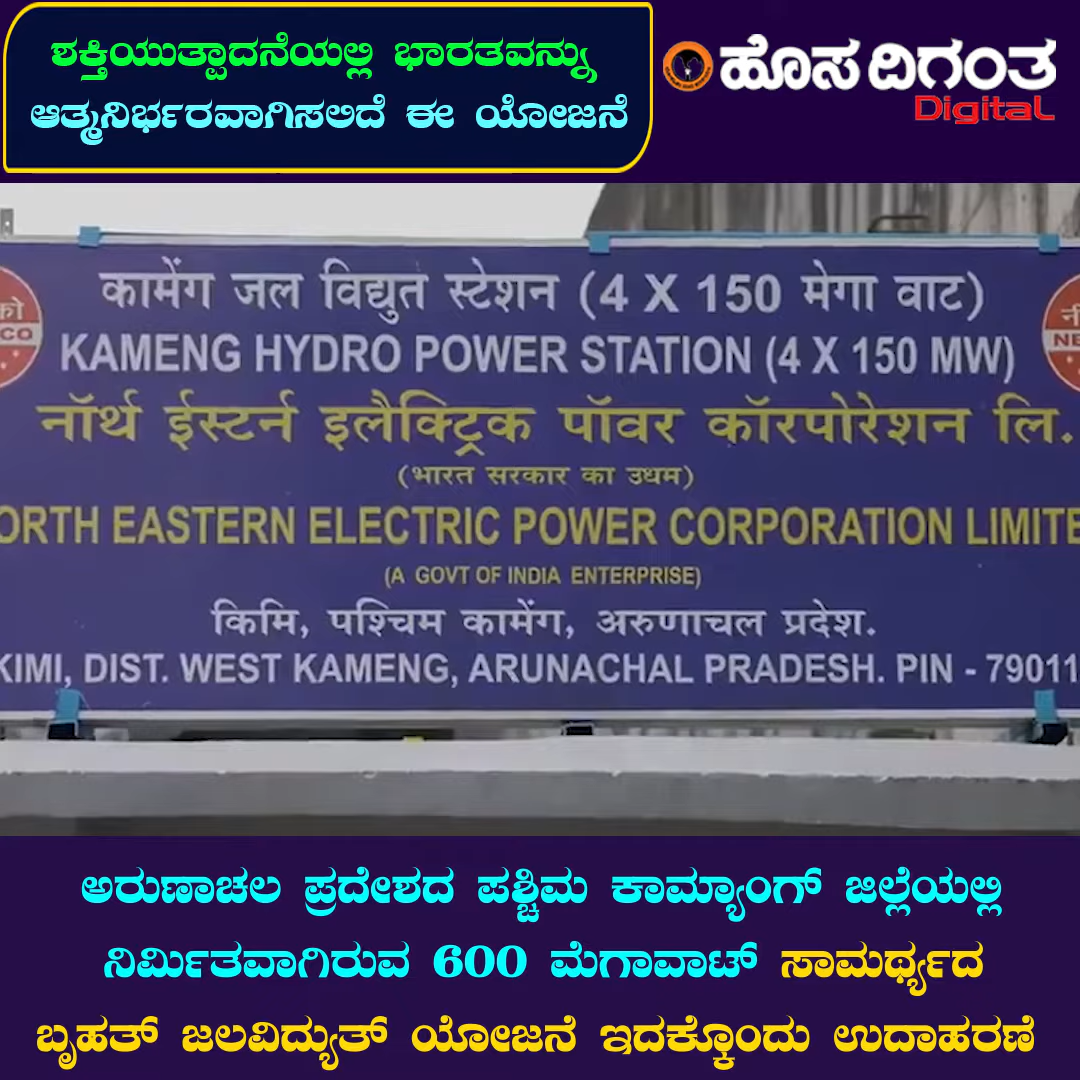 ಶಕ್ತಿಯುತ್ಪಾದನೆಯಲ್ಲಿ ಭಾರತವನ್ನು
ಆತ್ಮನಿರ್ಭರವಾಗಿಸಲಿದೆ ಈ ಯೋಜನೆ
ಹೊಸ ದಿಗಂತ
Digital
कामेंग जल विद्युत स्टेशन (4 X 150 मेगा वाट)
KAMENG HYDRO POWER STATION (4 X 150 MW)
नॉर्थ ईस्टर्न इलैक्ट्रिक पॉवर कॉरपोरेशन लि.
(भारत सरकार का उधम)
ORTH EASTERN ELECTRIC POWER CORPORATION LIMITE
(A GOVT OF INDIA ENTERPRISE)
किमि, पश्चिम कामेंग, अरुणाचल प्रदेश.
KIMI, DIST. WEST KAMENG, ARUNACHAL PRADESH. PIN - 79011
ಅರುಣಾಚಲ ಪ್ರದೇಶದ ಪಶ್ಚಿಮ ಕಾಮ್ಯಾಂಗ್ ಜಿಲ್ಲೆಯಲ್ಲಿ
ನಿರ್ಮಿತವಾಗಿರುವ 600 ಮೆಗಾವಾಟ್ ಸಾಮರ್ಥ್ಯದ
ಬೃಹತ್ ಜಲವಿದ್ಯುತ್ ಯೋಜನೆ ಇದಕ್ಕೊಂದು ಉದಾಹರಣೆ